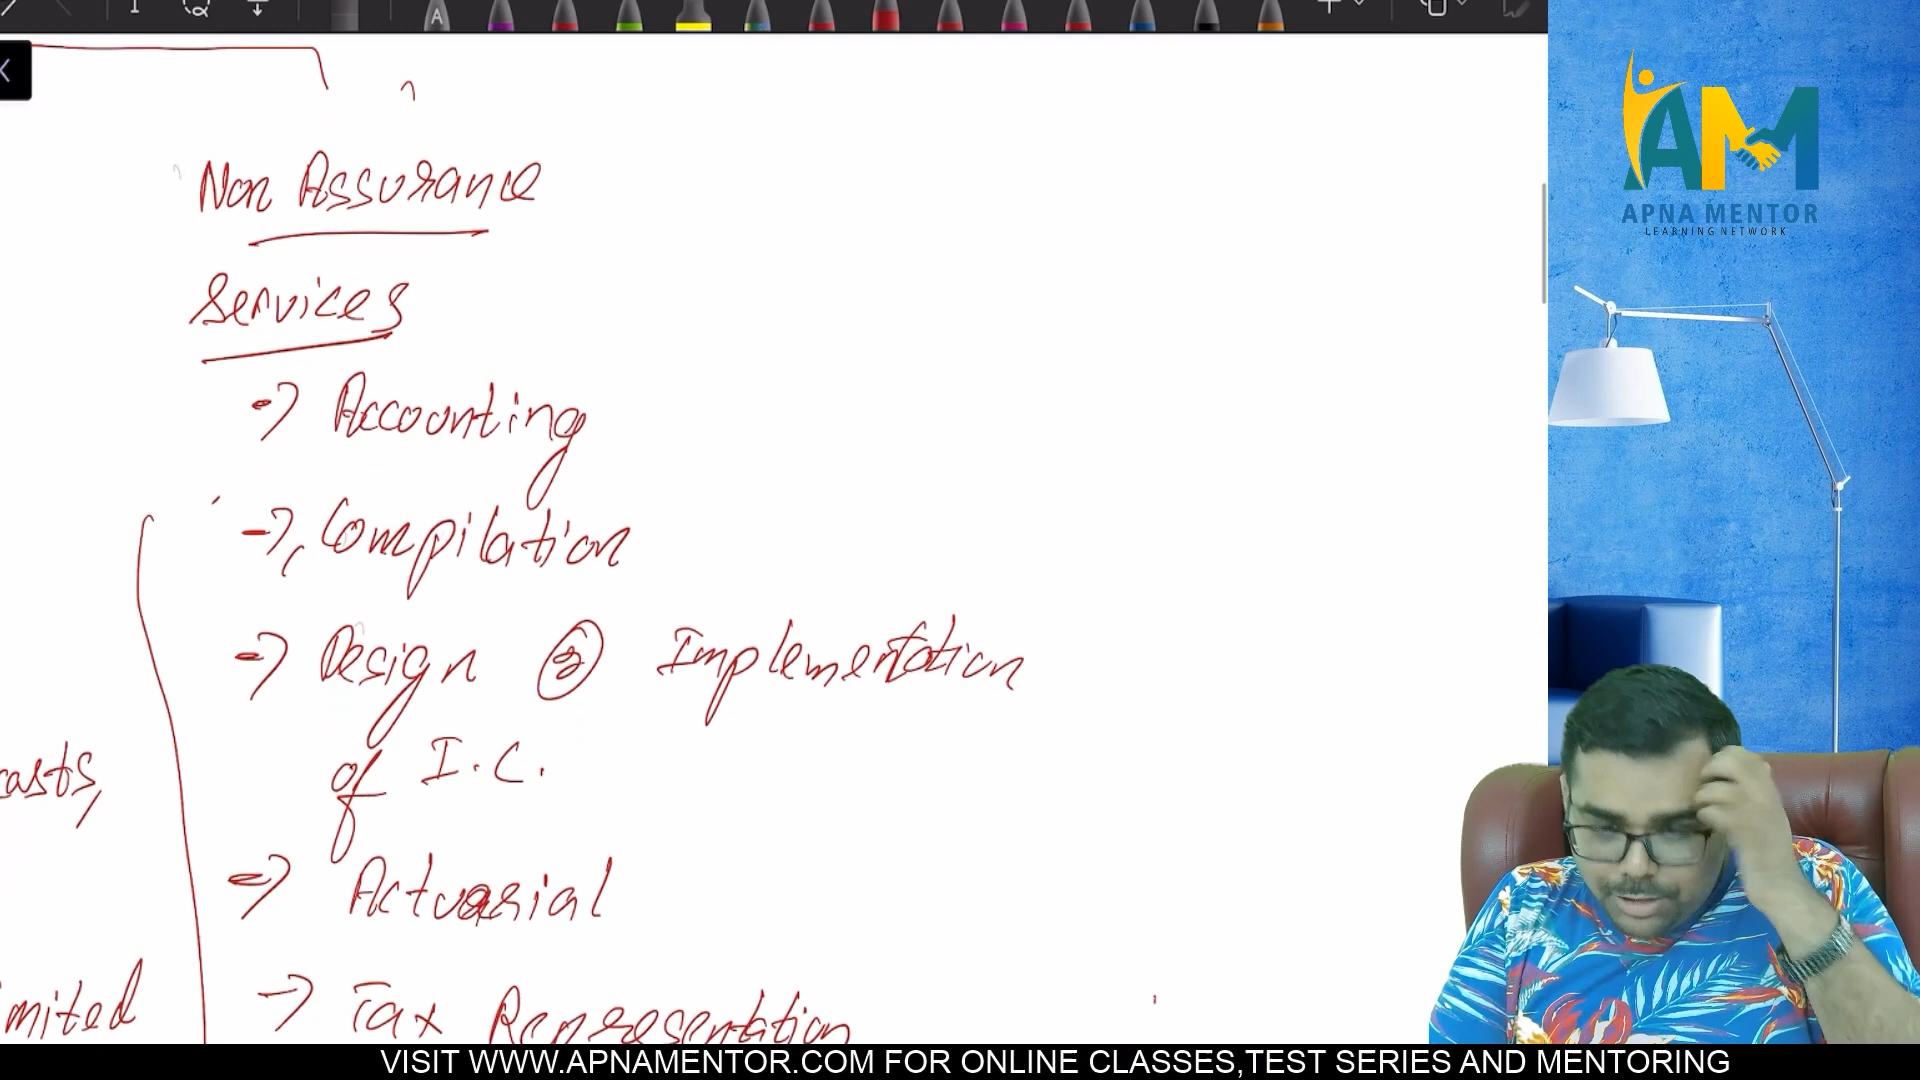 Non Assurance
Services
→ Accounting
→ Compilation
→ Design & Implementation
of I.C.
→ Actuarial
→ Tax Representation
casts,
mited
AM
APNA MENTOR
LEARNING NETWORK
VISIT WWW.APNAMENTOR.COM FOR ONLINE CLASSES,TEST SERIES AND MENTORING